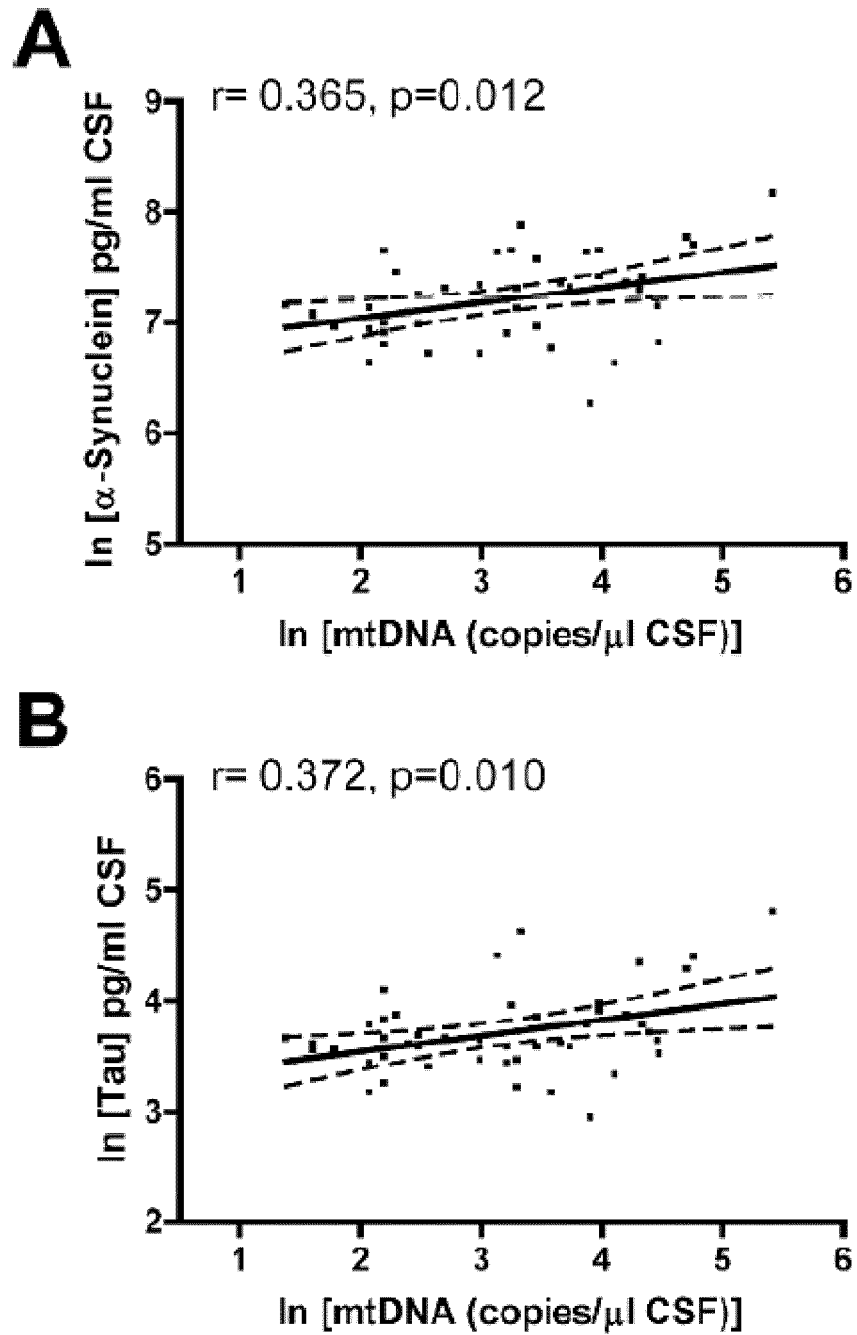 A
r= 0.365, p=0.012
ln [α-Synuclein] pg/ml CSF
9
8
7
6
5
1 2 3 4 5 6
ln [mtDNA (copies/μl CSF)]
B
r= 0.372, p=0.010
ln [Tau] pg/ml CSF
6
5
4
3
2
1 2 3 4 5 6
ln [mtDNA (copies/μl CSF)]